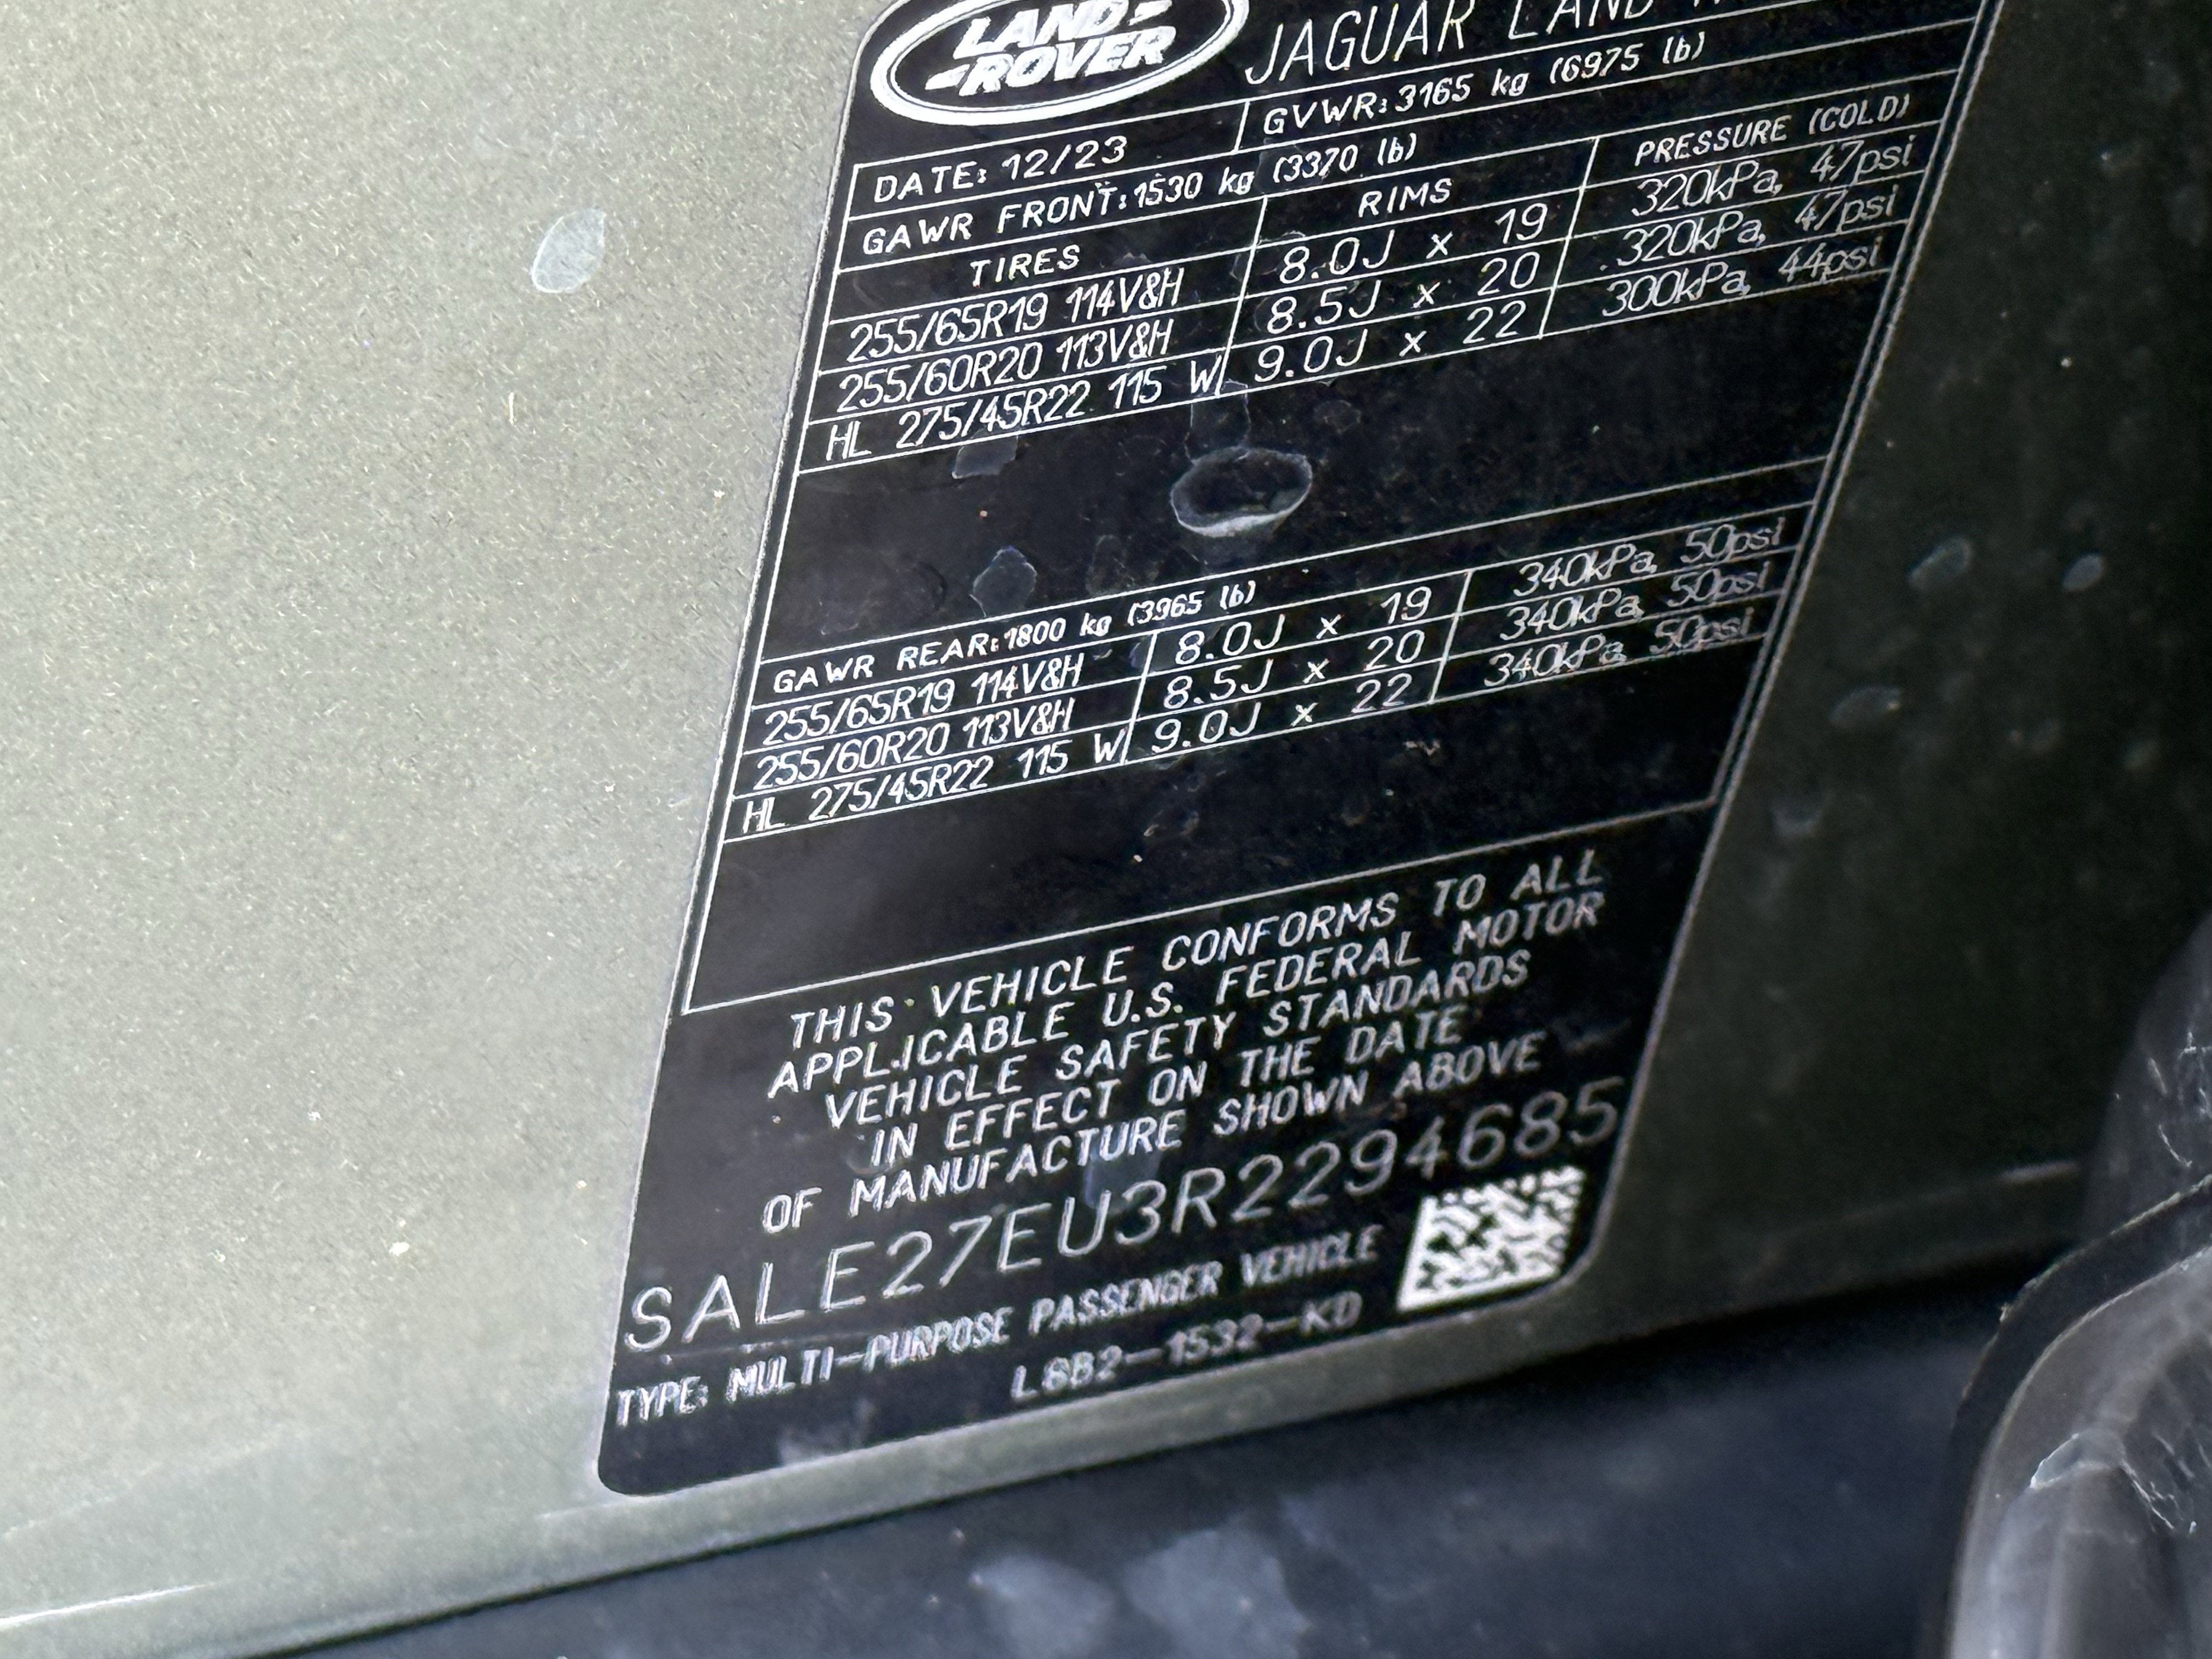 LAND
ROVER
JAGUAR LAND
DATE: 12/23 GVWR: 3165 kg (6975 lb)
GAWR FRONT: 1530 kg (3370 lb)
TIRES RIMS PRESSURE (COLD)
255/65R19 114V&H 8.0J x 19 320kPa, 47psi
255/60R20 113V&H 8.5J x 20 320kPa, 47psi
HL 275/45R22 115 W 9.0J x 22 300kPa, 44psi
GAWR REAR: 1800 kg (3965 lb)
255/65R19 114V&H 8.0J x 19 340kPa, 50psi
255/60R20 113V&H 8.5J x 20 340kPa, 50psi
HL 275/45R22 115 W 9.0J x 22 340kPa, 50psi
THIS VEHICLE CONFORMS TO ALL
APPLICABLE U.S. FEDERAL MOTOR
VEHICLE SAFETY STANDARDS
IN EFFECT ON THE DATE
OF MANUFACTURE SHOWN ABOVE
SALE27EU3R2294685
TYPE: MULTI-PURPOSE PASSENGER VEHICLE
L8B2-1532-KD